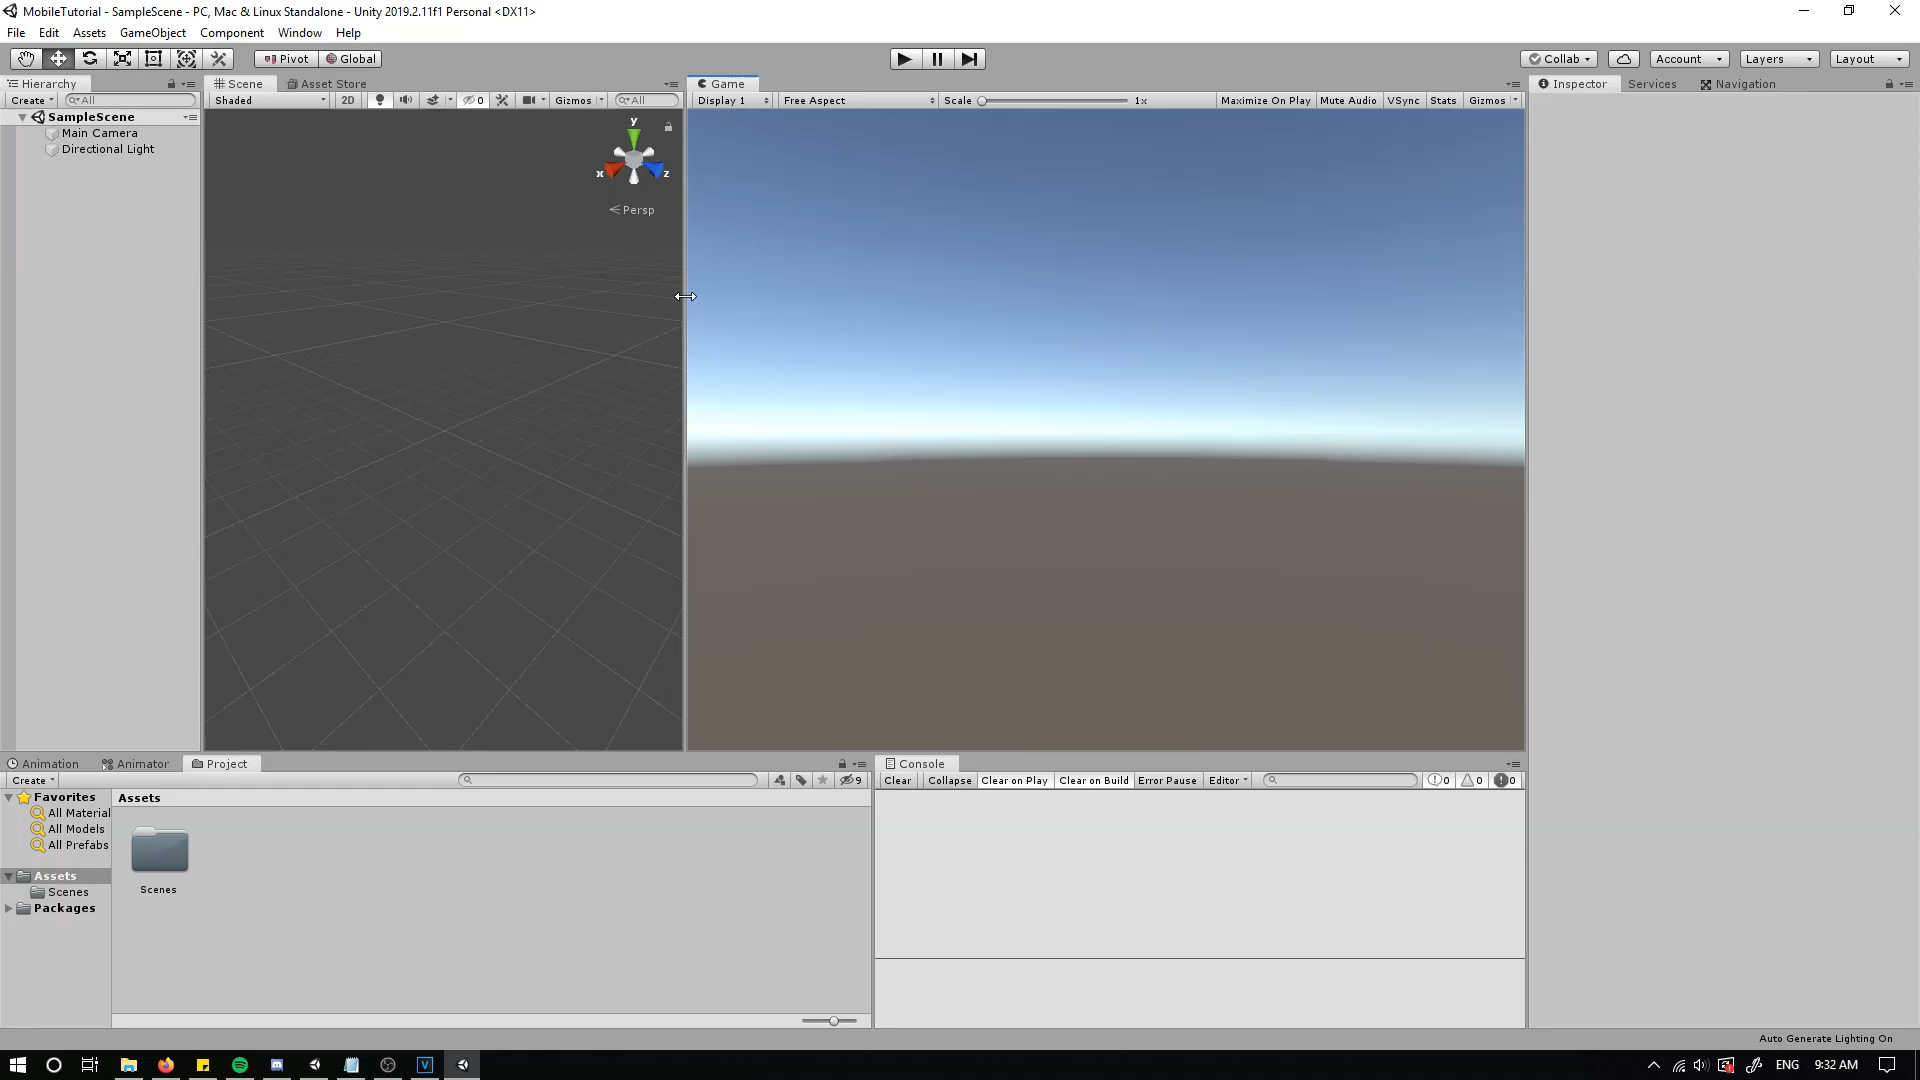 MobileTutorial - SampleScene - PC, Mac & Linux Standalone - Unity 2019.2.11f1 Personal <DX11>
File Edit Assets GameObject Component Window Help
Pivot Global Collab Account Layers Layout
Hierarchy
Create All
SampleScene
Main Camera
Directional Light
Scene Asset Store
Shaded 2D 0 Gizmos All
y
x z
Persp
Game
Display 1 Free Aspect Scale 1x Maximize On Play Mute Audio VSync Stats Gizmos
Inspector Services Navigation
Animation Animator Project
Create 9
Favorites
All Material
All Models
All Prefabs
Assets
Scenes
Packages
Assets
Scenes
Console
Clear Collapse Clear on Play Clear on Build Error Pause Editor 0 0 0
Auto Generate Lighting On
V ENG 9:32 AM